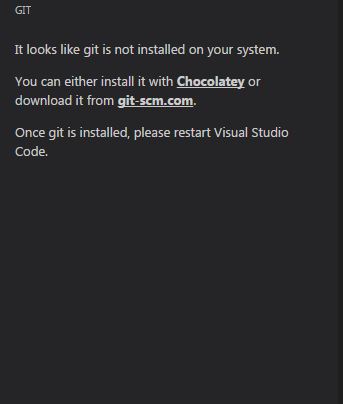 GIT
It looks like git is not installed on your system.
You can either install it with Chocolatey or
download it from git-scm.com.
Once git is installed, please restart Visual Studio
Code.